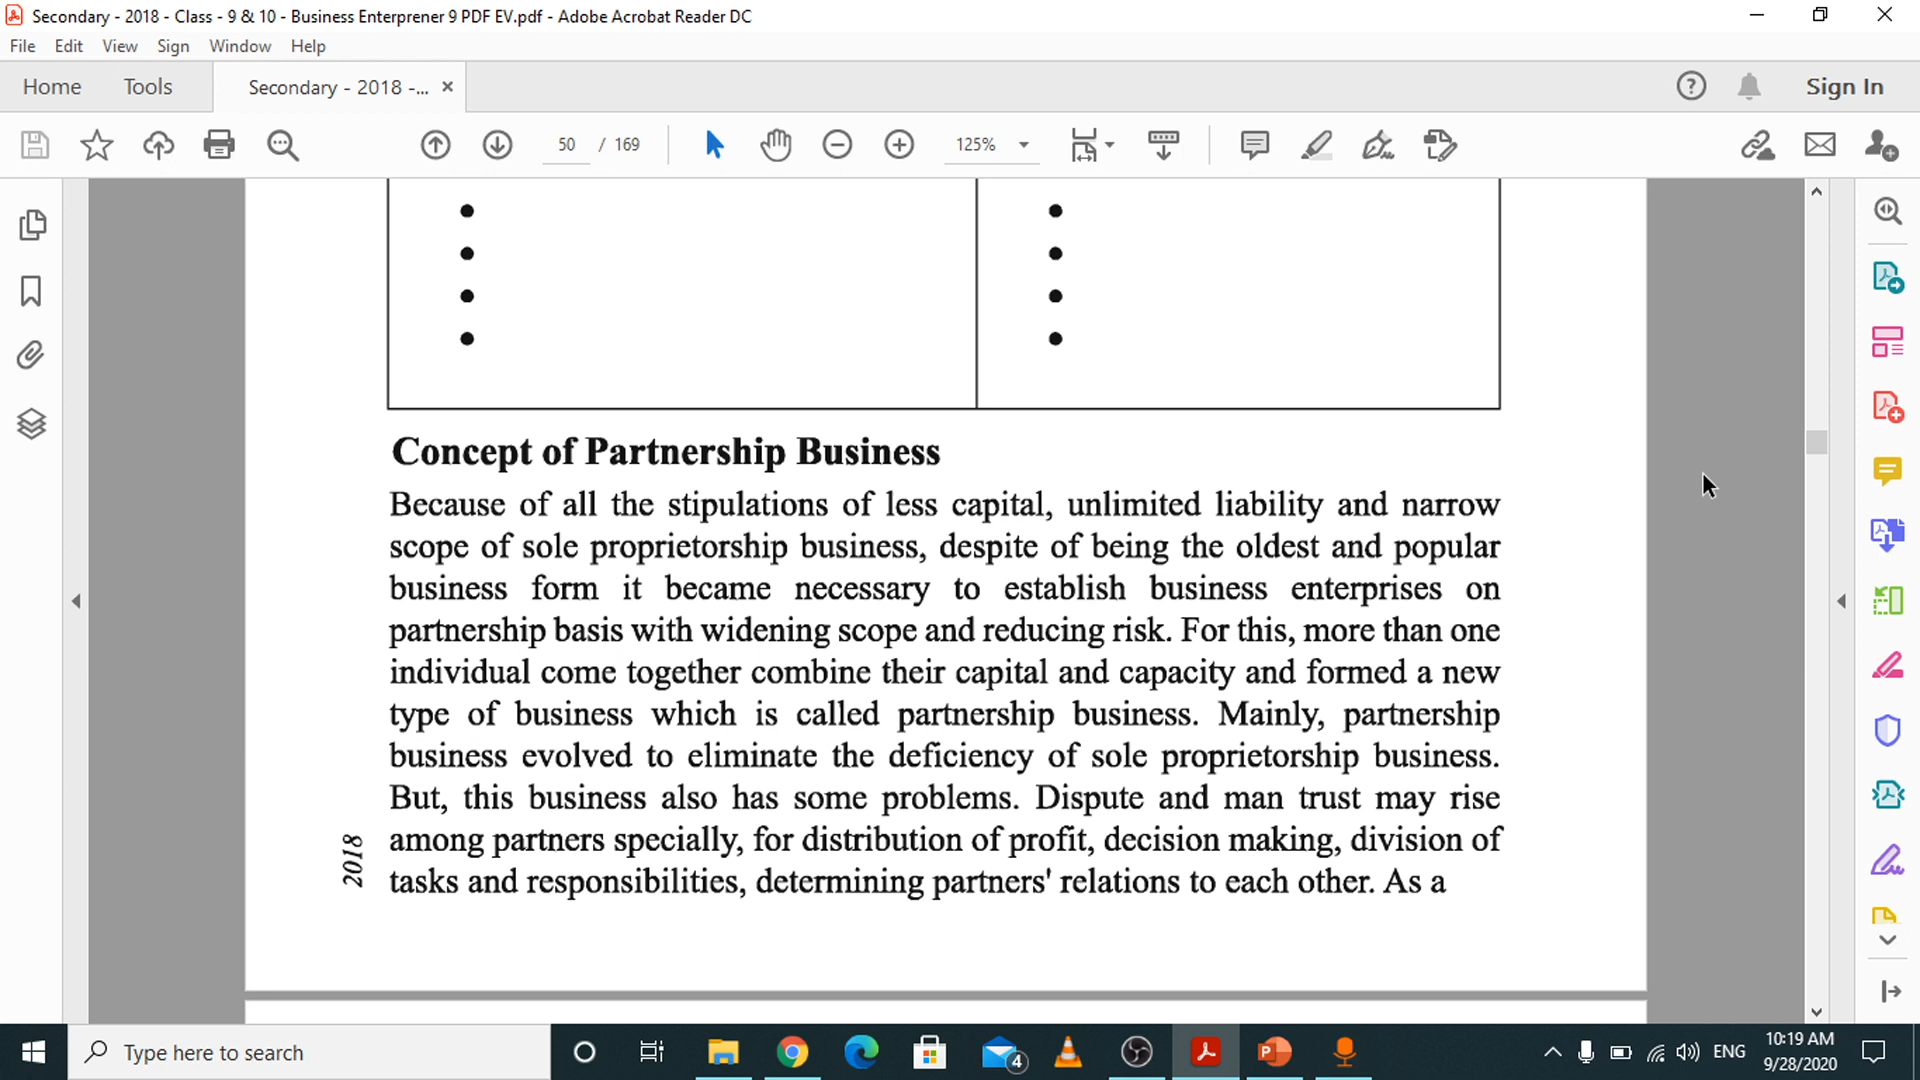 Secondary - 2018 - Class - 9 & 10 - Business Enterprener 9 PDF EV.pdf - Adobe Acrobat Reader DC
File Edit View Sign Window Help
Home Tools Secondary - 2018 -... × Sign In
50 / 169 125%
Concept of Partnership Business
Because of all the stipulations of less capital, unlimited liability and narrow
scope of sole proprietorship business, despite of being the oldest and popular
business form it became necessary to establish business enterprises on
partnership basis with widening scope and reducing risk. For this, more than one
individual come together combine their capital and capacity and formed a new
type of business which is called partnership business. Mainly, partnership
business evolved to eliminate the deficiency of sole proprietorship business.
But, this business also has some problems. Dispute and man trust may rise
among partners specially, for distribution of profit, decision making, division of
tasks and responsibilities, determining partners' relations to each other. As a
2018
Type here to search
4
ENG
10:19 AM
9/28/2020